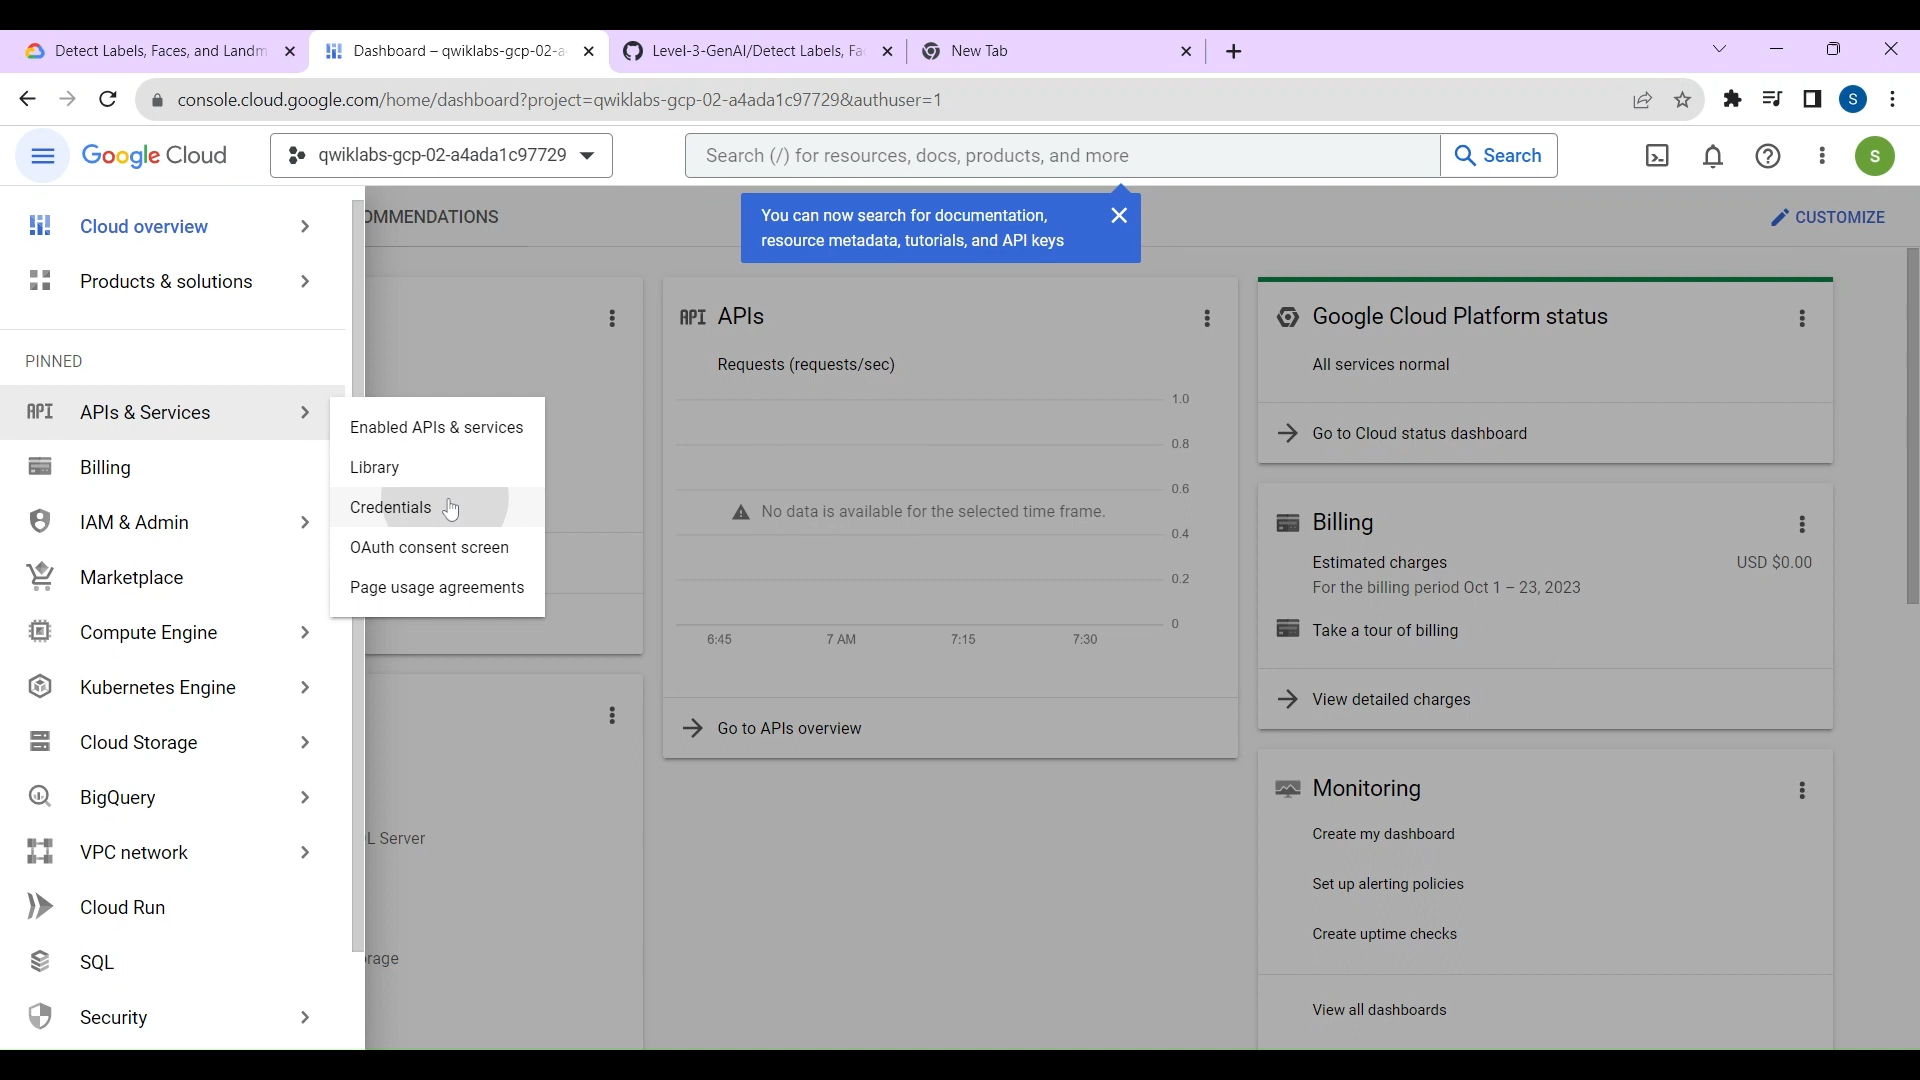 Detect Labels, Faces, and Landm
Dashboard – qwiklabs-gcp-02-a
Level-3-GenAI/Detect Labels, Fa
New Tab
console.cloud.google.com/home/dashboard?project=qwiklabs-gcp-02-a4ada1c97729&authuser=1
S
Google Cloud
qwiklabs-gcp-02-a4ada1c97729
Search (/) for resources, docs, products, and more
Search
S
Cloud overview
OMMENDATIONS
You can now search for documentation,
resource metadata, tutorials, and API keys
CUSTOMIZE
Products & solutions
PINNED
API APIs & Services
Enabled APIs & services
Library
Credentials
OAuth consent screen
Page usage agreements
Billing
IAM & Admin
Marketplace
Compute Engine
Kubernetes Engine
Cloud Storage
BigQuery
VPC network
Cloud Run
SQL
Security
L Server
rage
API APIs
Requests (requests/sec)
1.0
0.8
0.6
No data is available for the selected time frame.
0.4
0.2
0
6:45 7 AM 7:15 7:30
Go to APIs overview
Google Cloud Platform status
All services normal
Go to Cloud status dashboard
Billing
Estimated charges USD $0.00
For the billing period Oct 1 – 23, 2023
Take a tour of billing
View detailed charges
Monitoring
Create my dashboard
Set up alerting policies
Create uptime checks
View all dashboards